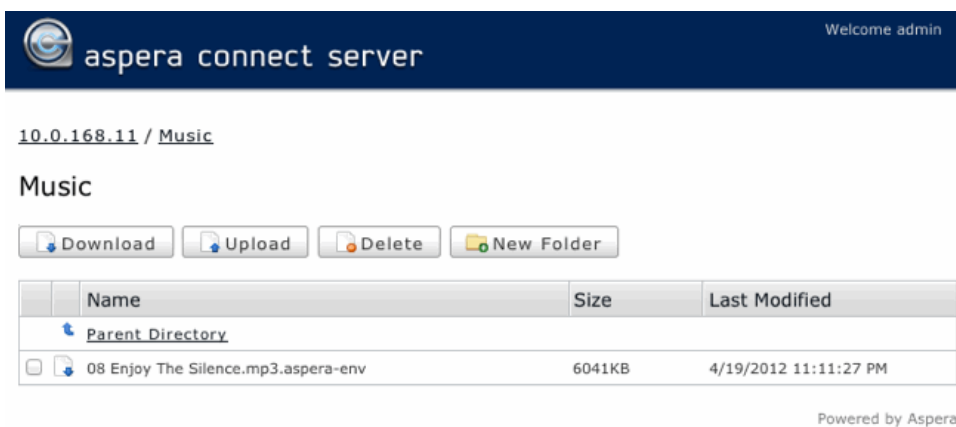 Welcome admin
aspera connect server
10.0.168.11 / Music
Music
Download Upload Delete New Folder
Name Size Last Modified
Parent Directory
08 Enjoy The Silence.mp3.aspera-env 6041KB 4/19/2012 11:11:27 PM
Powered by Aspera